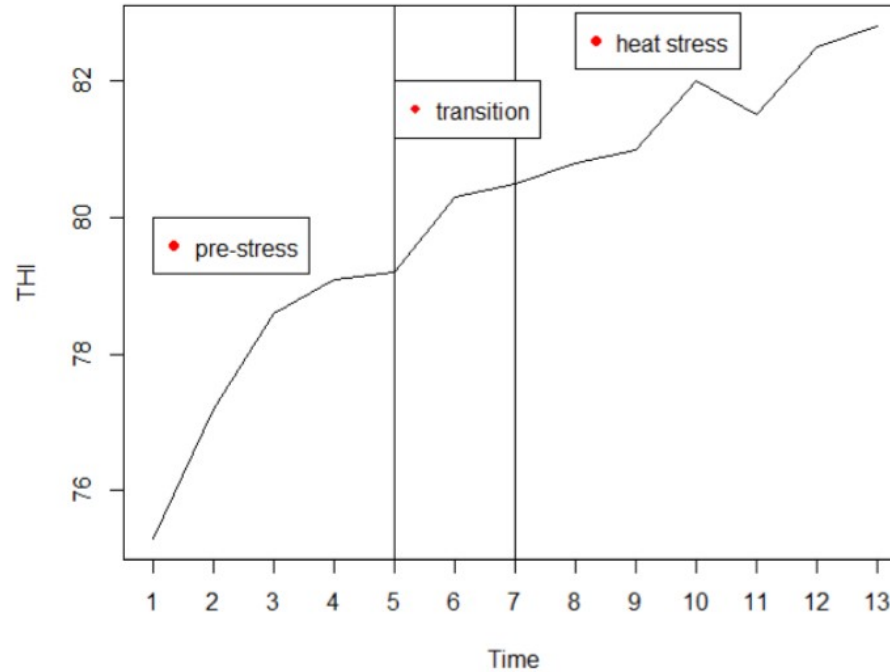 heat stress
82
transition
80
pre-stress
THI
78
76
1 2 3 4 5 6 7 8 9 10 11 12 13
Time